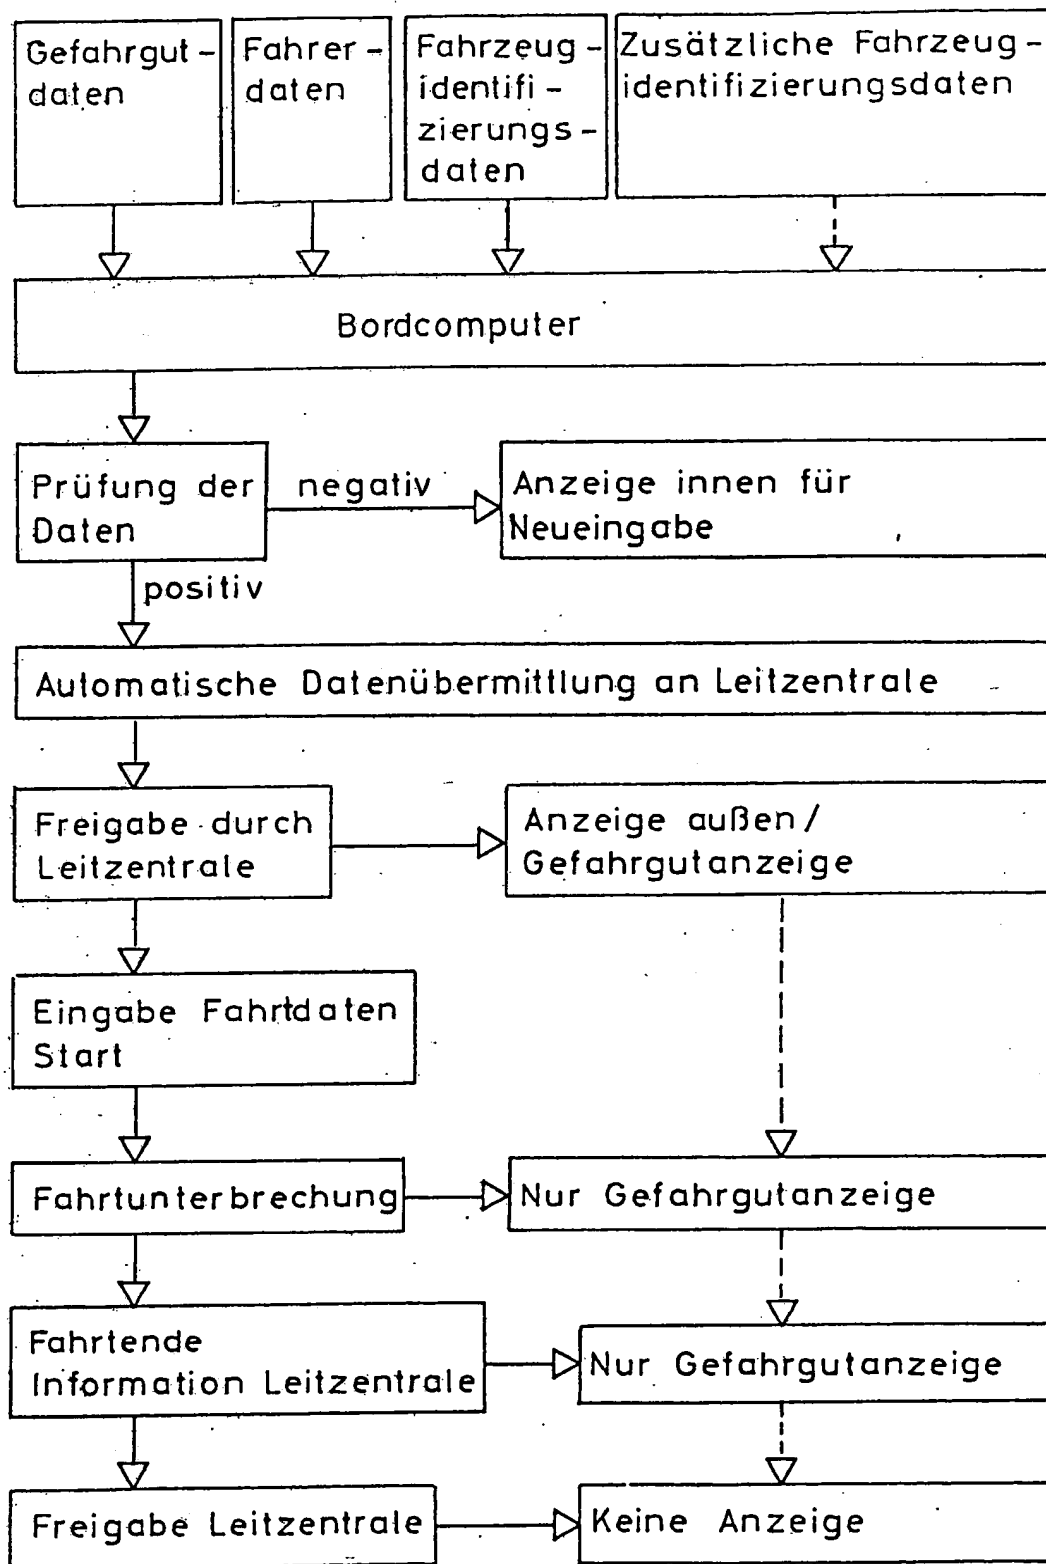 Gefahrgut-
daten
Fahrer-
daten
Fahrzeug-
identifi-
zierungs-
daten
Zusätzliche Fahrzeug-
identifizierungsdaten
Bordcomputer
Prüfung der
Daten
negativ
Anzeige innen für
Neueingabe
positiv
Automatische Datenübermittlung an Leitzentrale
Freigabe durch
Leitzentrale
Anzeige außen/
Gefahrgutanzeige
Eingabe Fahrtdaten
Start
Fahrtunterbrechung
Nur Gefahrgutanzeige
Fahrtende
Information Leitzentrale
Nur Gefahrgutanzeige
Freigabe Leitzentrale
Keine Anzeige